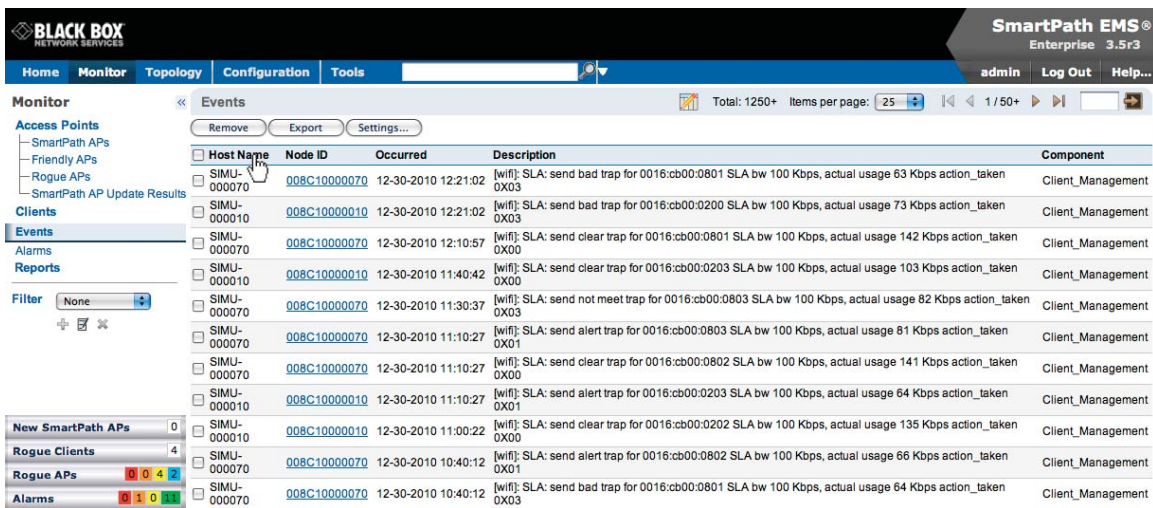 BLACK BOX
NETWORK SERVICES
SmartPath EMS®
Enterprise 3.5r3
Home Monitor Topology Configuration Tools admin Log Out Help...
Monitor « Events Total: 1250+ Items per page: 25 1 / 50+
Access Points
SmartPath APs
Friendly APs
Rogue APs
SmartPath AP Update Results
Clients
Events
Alarms
Reports
Filter None
New SmartPath APs 0
Rogue Clients 4
Rogue APs 0 0 4 2
Alarms 0 1 0 11
Remove Export Settings...
Host Name Node ID Occurred Description Component
SIMU-000070 008C10000070 12-30-2010 12:21:02 [wifi]: SLA: send bad trap for 0016:cb00:0801 SLA bw 100 Kbps, actual usage 63 Kbps action_taken 0X03 Client_Management
SIMU-000010 008C10000010 12-30-2010 12:21:02 [wifi]: SLA: send bad trap for 0016:cb00:0200 SLA bw 100 Kbps, actual usage 73 Kbps action_taken 0X03 Client_Management
SIMU-000070 008C10000070 12-30-2010 12:10:57 [wifi]: SLA: send clear trap for 0016:cb00:0801 SLA bw 100 Kbps, actual usage 142 Kbps action_taken 0X00 Client_Management
SIMU-000010 008C10000010 12-30-2010 11:40:42 [wifi]: SLA: send clear trap for 0016:cb00:0203 SLA bw 100 Kbps, actual usage 103 Kbps action_taken 0X00 Client_Management
SIMU-000070 008C10000070 12-30-2010 11:30:37 [wifi]: SLA: send not meet trap for 0016:cb00:0803 SLA bw 100 Kbps, actual usage 82 Kbps action_taken 0X03 Client_Management
SIMU-000070 008C10000070 12-30-2010 11:10:27 [wifi]: SLA: send alert trap for 0016:cb00:0803 SLA bw 100 Kbps, actual usage 81 Kbps action_taken 0X01 Client_Management
SIMU-000070 008C10000070 12-30-2010 11:10:27 [wifi]: SLA: send clear trap for 0016:cb00:0802 SLA bw 100 Kbps, actual usage 141 Kbps action_taken 0X00 Client_Management
SIMU-000010 008C10000010 12-30-2010 11:10:27 [wifi]: SLA: send alert trap for 0016:cb00:0203 SLA bw 100 Kbps, actual usage 64 Kbps action_taken 0X01 Client_Management
SIMU-000010 008C10000010 12-30-2010 11:00:22 [wifi]: SLA: send clear trap for 0016:cb00:0202 SLA bw 100 Kbps, actual usage 135 Kbps action_taken 0X00 Client_Management
SIMU-000070 008C10000070 12-30-2010 10:40:12 [wifi]: SLA: send alert trap for 0016:cb00:0802 SLA bw 100 Kbps, actual usage 66 Kbps action_taken 0X01 Client_Management
SIMU-000070 008C10000070 12-30-2010 10:40:12 [wifi]: SLA: send bad trap for 0016:cb00:0801 SLA bw 100 Kbps, actual usage 64 Kbps action_taken 0X03 Client_Management